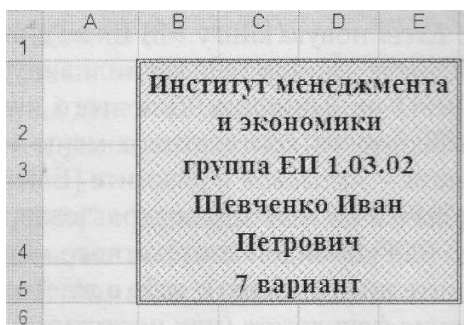 A B C D E
1
Институт менеджмента
2 и экономики
3 группа ЕП 1.03.02
Шевченко Иван
4 Петрович
5 7 вариант
6